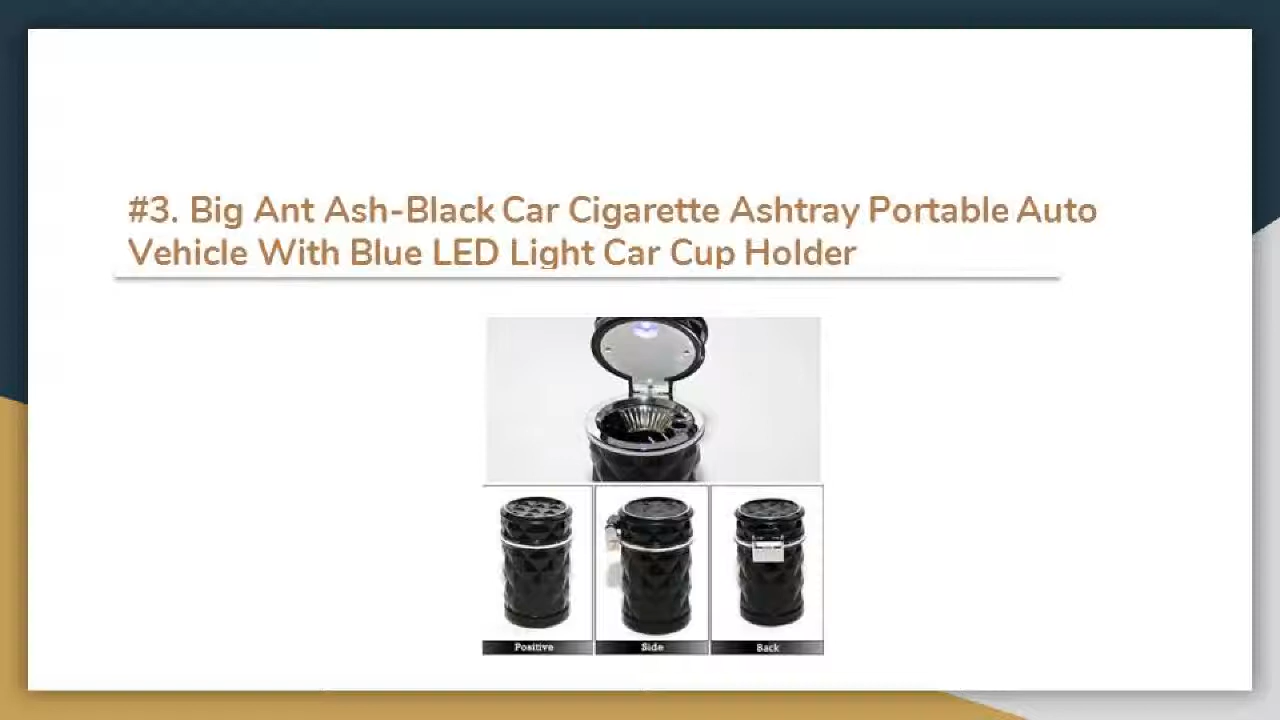 #3. Big Ant Ash-Black Car Cigarette Ashtray Portable Auto
Vehicle With Blue LED Light Car Cup Holder
Positive
Side
Back